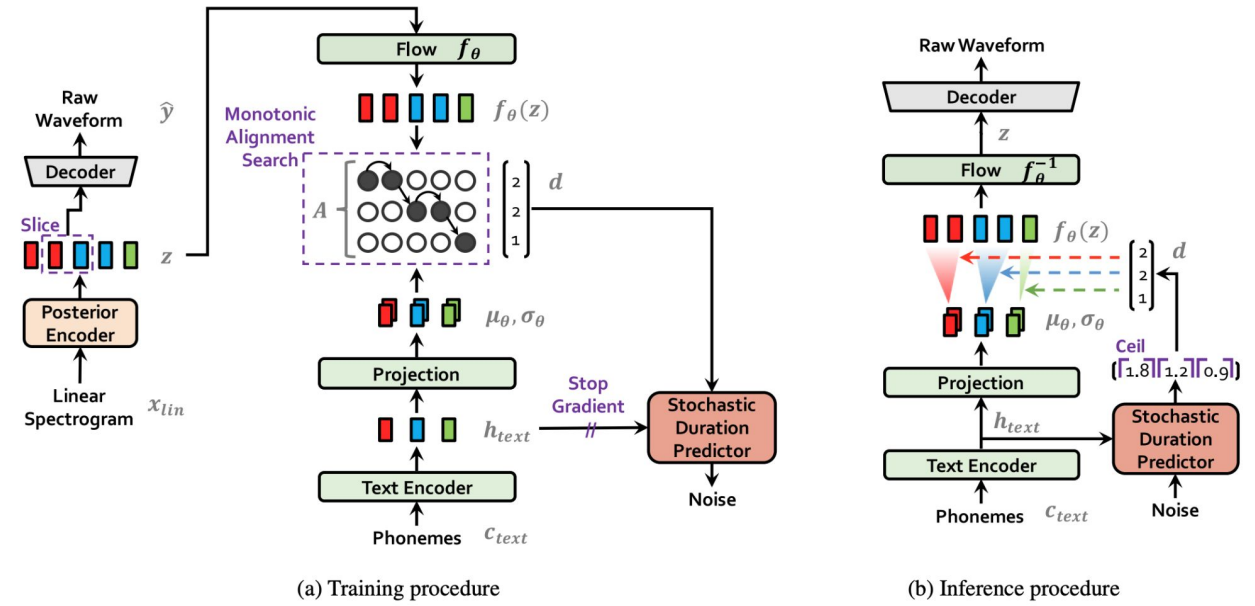 Flow f_θ
Raw Waveform
ŷ
Decoder
Slice
z
Posterior Encoder
Linear Spectrogram
x_lin
f_θ(z)
Monotonic Alignment Search
A
2
2
1
d
μ_θ, σ_θ
Projection
h_text
Stop Gradient
//
Text Encoder
Phonemes
c_text
Stochastic Duration Predictor
Noise
(a) Training procedure
Raw Waveform
Decoder
z
Flow f_θ^-1
f_θ(z)
2
2
1
d
μ_θ, σ_θ
Ceil
1.8 1.2 0.9
Projection
h_text
Stochastic Duration Predictor
Text Encoder
Phonemes
c_text
Noise
(b) Inference procedure